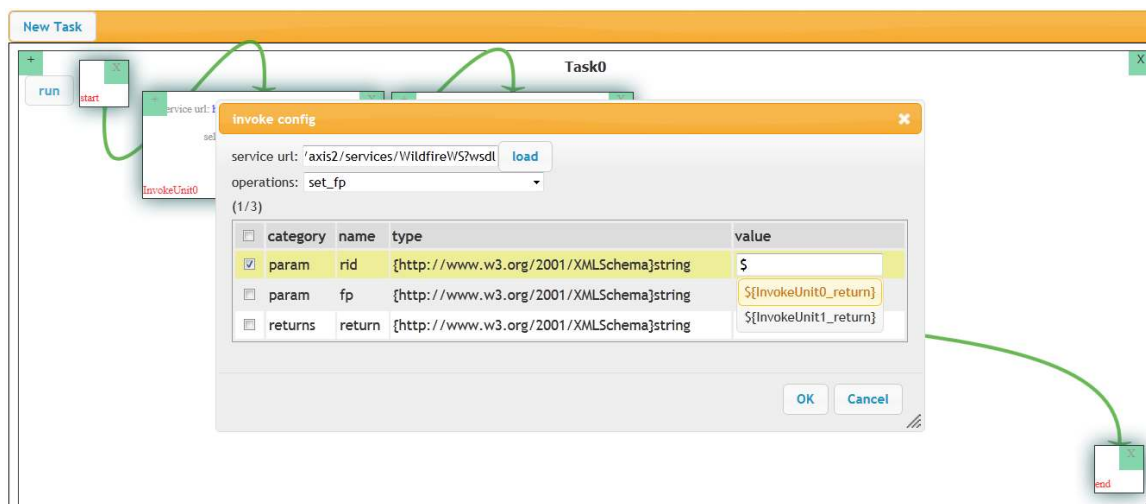 New Task
+
Task0
X
run
X
start
+
X
+
X
ervice url:
sel
InvokeUnit0
invoke config
service url: /axis2/services/WildfireWS?wsdl load
operations: set_fp
(1/3)
category name type value
param rid {http://www.w3.org/2001/XMLSchema}string $
param fp {http://www.w3.org/2001/XMLSchema}string
${InvokeUnit0_return}
returns return {http://www.w3.org/2001/XMLSchema}string
${InvokeUnit1_return}
OK Cancel
X
end